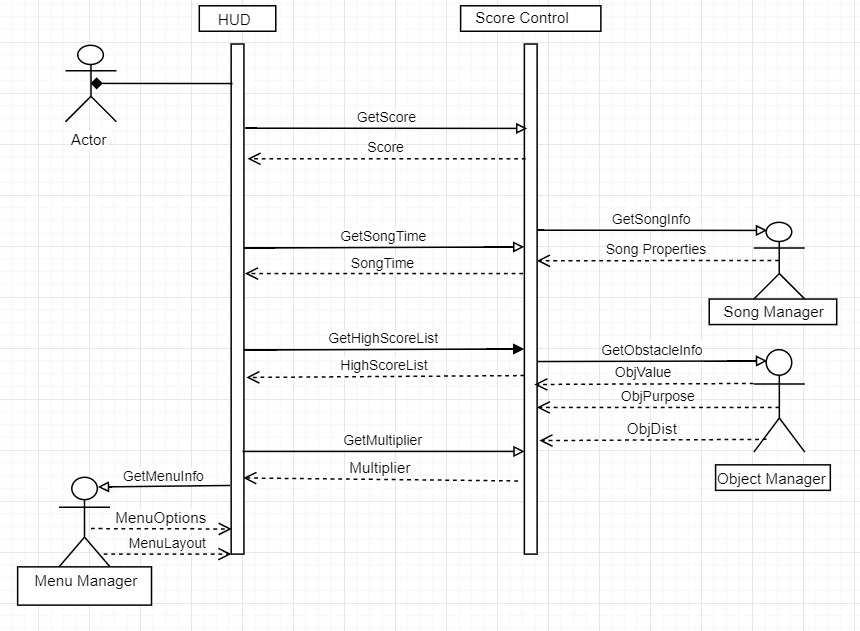 HUD
Score Control
Actor
GetScore
Score
GetSongInfo
GetSongTime
Song Properties
SongTime
Song Manager
GetHighScoreList
GetObstacleInfo
HighScoreList
ObjValue
ObjPurpose
ObjDist
GetMultiplier
Multiplier
Object Manager
GetMenuInfo
MenuOptions
MenuLayout
Menu Manager